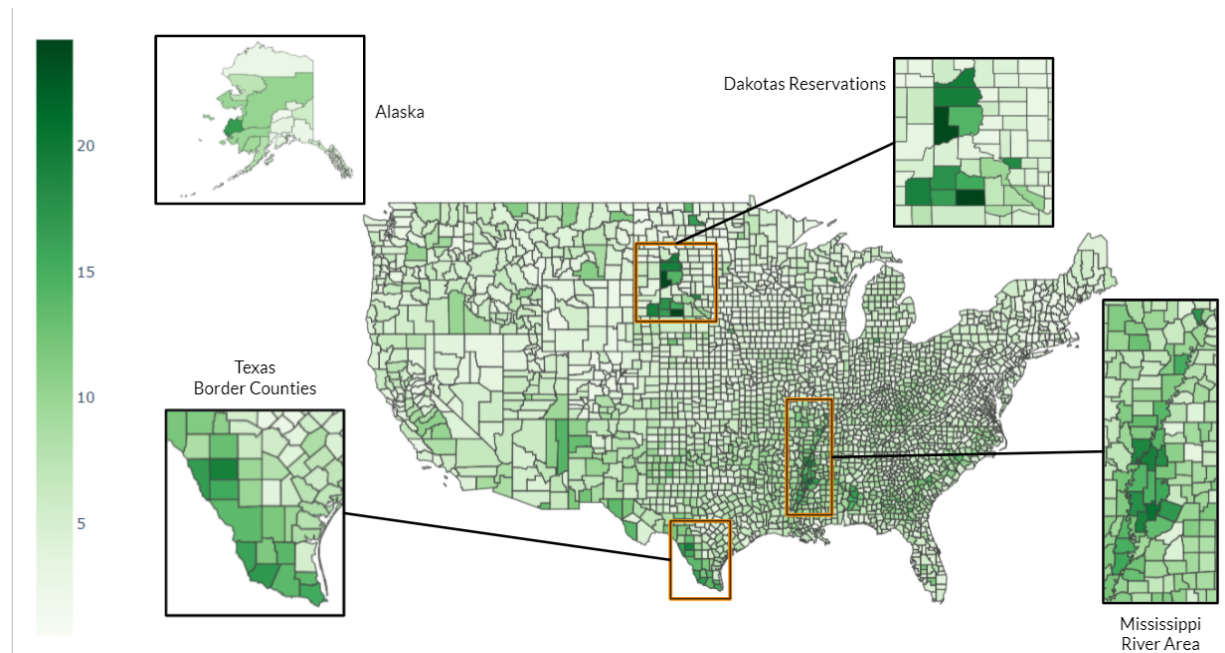 Dakotas Reservations
Alaska
20
15
Texas
Border Counties
10
5
Mississippi
River Area